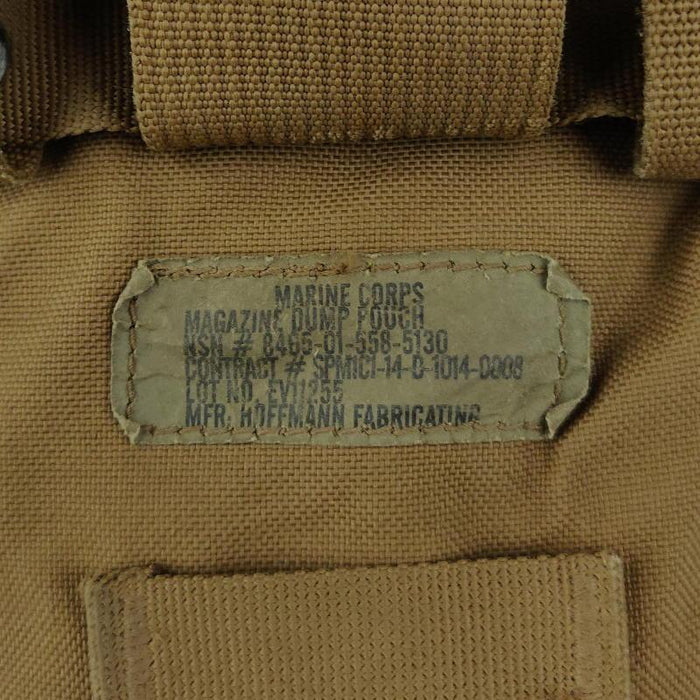 MARINE CORPS
MAGAZINE DUMP POUCH
NSN # 8465-01-558-5130
CONTRACT # SPM1C1-14-D-1014-0008
LOT NO. EVI1255
MFR. HOFFMANN FABRICATING